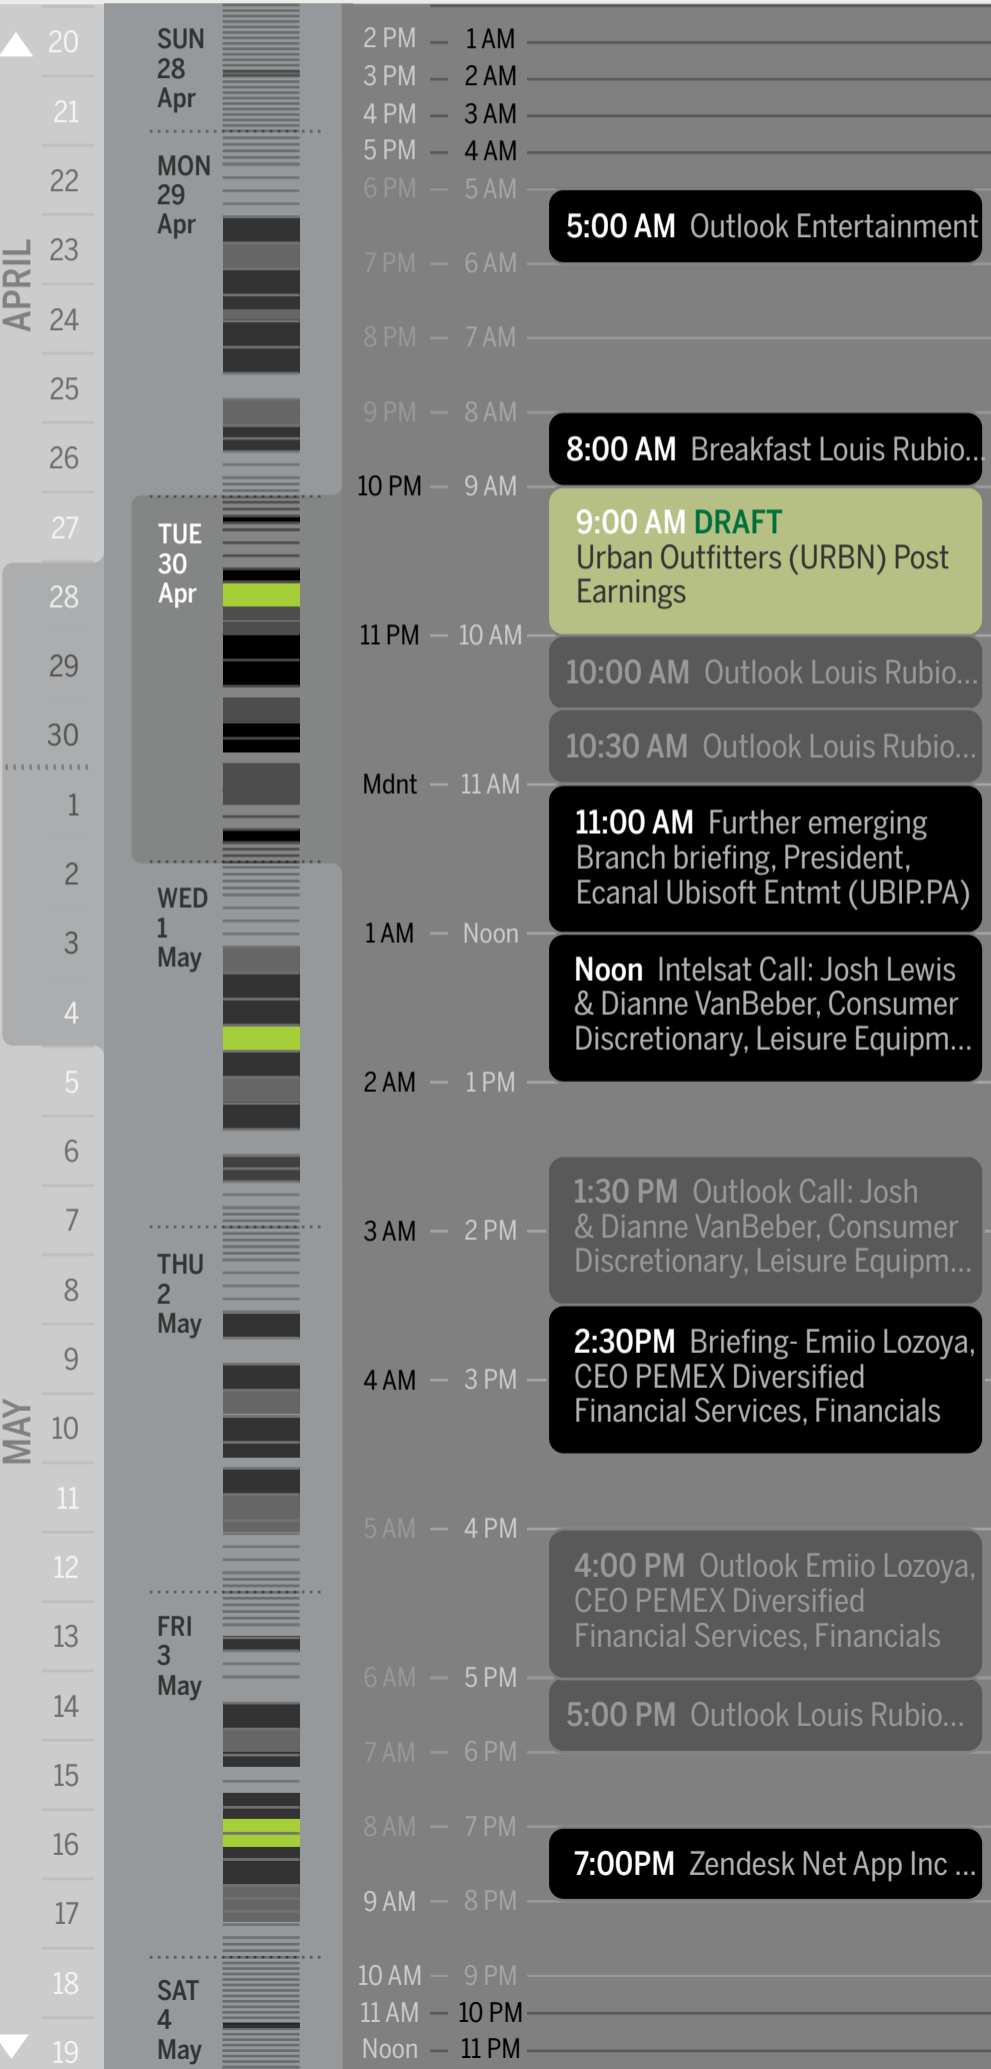 APRIL
20
21
22
23
24
25
26
27
28
29
30
1
2
3
4
5
6
7
8
9
10
11
12
13
14
15
16
17
18
19
MAY
SUN
28
Apr
MON
29
Apr
TUE
30
Apr
WED
1
May
THU
2
May
FRI
3
May
SAT
4
May
2 PM – 1 AM
3 PM – 2 AM
4 PM – 3 AM
5 PM – 4 AM
6 PM – 5 AM
7 PM – 6 AM
8 PM – 7 AM
9 PM – 8 AM
10 PM – 9 AM
11 PM – 10 AM
Mdnt – 11 AM
1 AM – Noon
2 AM – 1 PM
3 AM – 2 PM
4 AM – 3 PM
5 AM – 4 PM
6 AM – 5 PM
7 AM – 6 PM
8 AM – 7 PM
9 AM – 8 PM
10 AM – 9 PM
11 AM – 10 PM
Noon – 11 PM
5:00 AM Outlook Entertainment
8:00 AM Breakfast Louis Rubio...
9:00 AM DRAFT
Urban Outfitters (URBN) Post
Earnings
10:00 AM Outlook Louis Rubio...
10:30 AM Outlook Louis Rubio...
11:00 AM Further emerging
Branch briefing, President,
Ecanal Ubisoft Entmt (UBIP.PA)
Noon Intelsat Call: Josh Lewis
& Dianne VanBeber, Consumer
Discretionary, Leisure Equipm...
1:30 PM Outlook Call: Josh
& Dianne VanBeber, Consumer
Discretionary, Leisure Equipm...
2:30PM Briefing- Emiio Lozoya,
CEO PEMEX Diversified
Financial Services, Financials
4:00 PM Outlook Emiio Lozoya,
CEO PEMEX Diversified
Financial Services, Financials
5:00 PM Outlook Louis Rubio...
7:00PM Zendesk Net App Inc ...